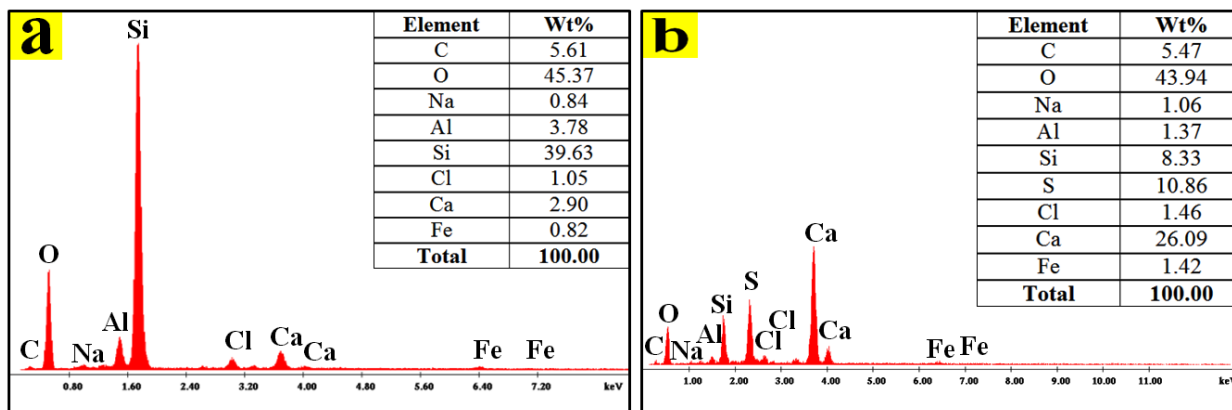 a
Element Wt%
C 5.61
O 45.37
Na 0.84
Al 3.78
Si 39.63
Cl 1.05
Ca 2.90
Fe 0.82
Total 100.00
Si
O
Al
C
Na
Cl
Ca
Ca
Fe
Fe
0.80 1.60 2.40 3.20 4.00 4.80 5.60 6.40 7.20 keV
b
Element Wt%
C 5.47
O 43.94
Na 1.06
Al 1.37
Si 8.33
S 10.86
Cl 1.46
Ca 26.09
Fe 1.42
Total 100.00
Ca
S
Si
O
Cl
Al
Cl
Ca
C
Na
Fe
Fe
1.00 2.00 3.00 4.00 5.00 6.00 7.00 8.00 9.00 10.00 11.00 keV